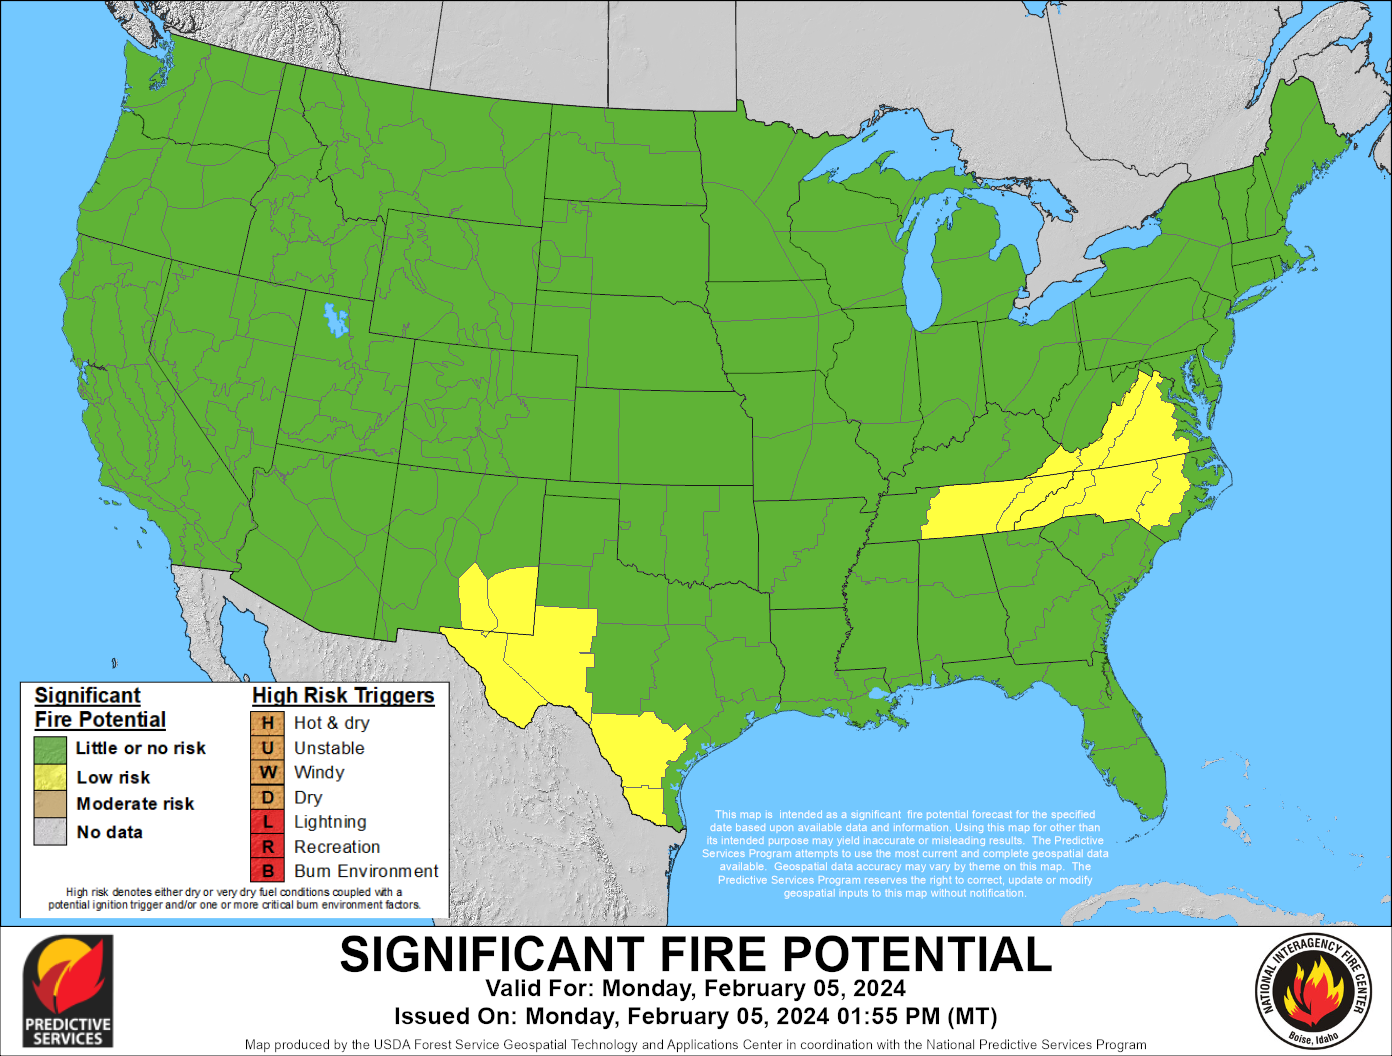 This map is intended as a significant fire potential forecast for the specified
date based upon available data and information. Using this map for other than
its intended purpose may yield inaccurate or misleading results. The Predictive
Services Program attempts to use the most current and complete geospatial data
available. Geospatial data accuracy may vary by theme on this map. The
Predictive Services Program reserves the right to correct, update or modify
geospatial inputs to this map without notification.
Significant
Fire Potential
Little or no risk
Low risk
Moderate risk
No data
High Risk Triggers
H Hot & dry
U Unstable
W Windy
D Dry
L Lightning
R Recreation
B Burn Environment
High risk denotes either dry or very dry fuel conditions coupled with a
potential ignition trigger and/or one or more critical burn environment factors.
PREDICTIVE
SERVICES
SIGNIFICANT FIRE POTENTIAL
Valid For: Monday, February 05, 2024
Issued On: Monday, February 05, 2024 01:55 PM (MT)
Map produced by the USDA Forest Service Geospatial Technology and Applications Center in coordination with the National Predictive Services Program
NATIONAL INTERAGENCY FIRE CENTER
Boise, Idaho